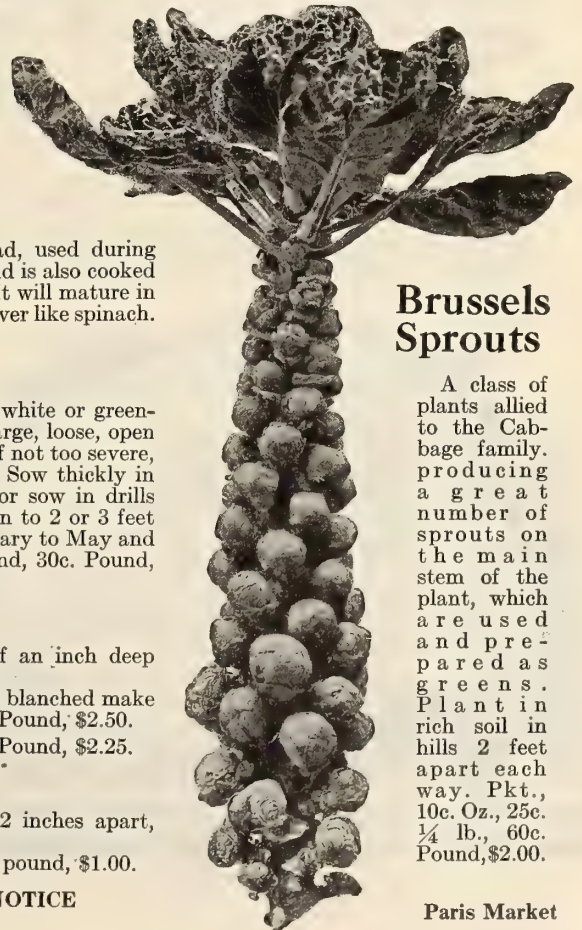 ad, used during
d is also cooked
t will mature in
ver like spinach.
white or green-
arge, loose, open
f not too severe,
Sow thickly in
or sow in drills
n to 2 or 3 feet
ary to May and
nd, 30c. Pound,
f an inch deep
blanched make
Pound, $2.50.
Pound, $2.25.
2 inches apart,
pound, $1.00.
NOTICE
Brussels
Sprouts
A class of
plants allied
to the Cab-
bage family.
producing
a great
number of
sprouts on
the main
stem of the
plant, which
are used
and pre-
pared as
greens.
Plant in
rich soil in
hills 2 feet
apart each
way. Pkt.,
10c. Oz., 25c.
¼ lb., 60c.
Pound, $2.00.
Paris Market